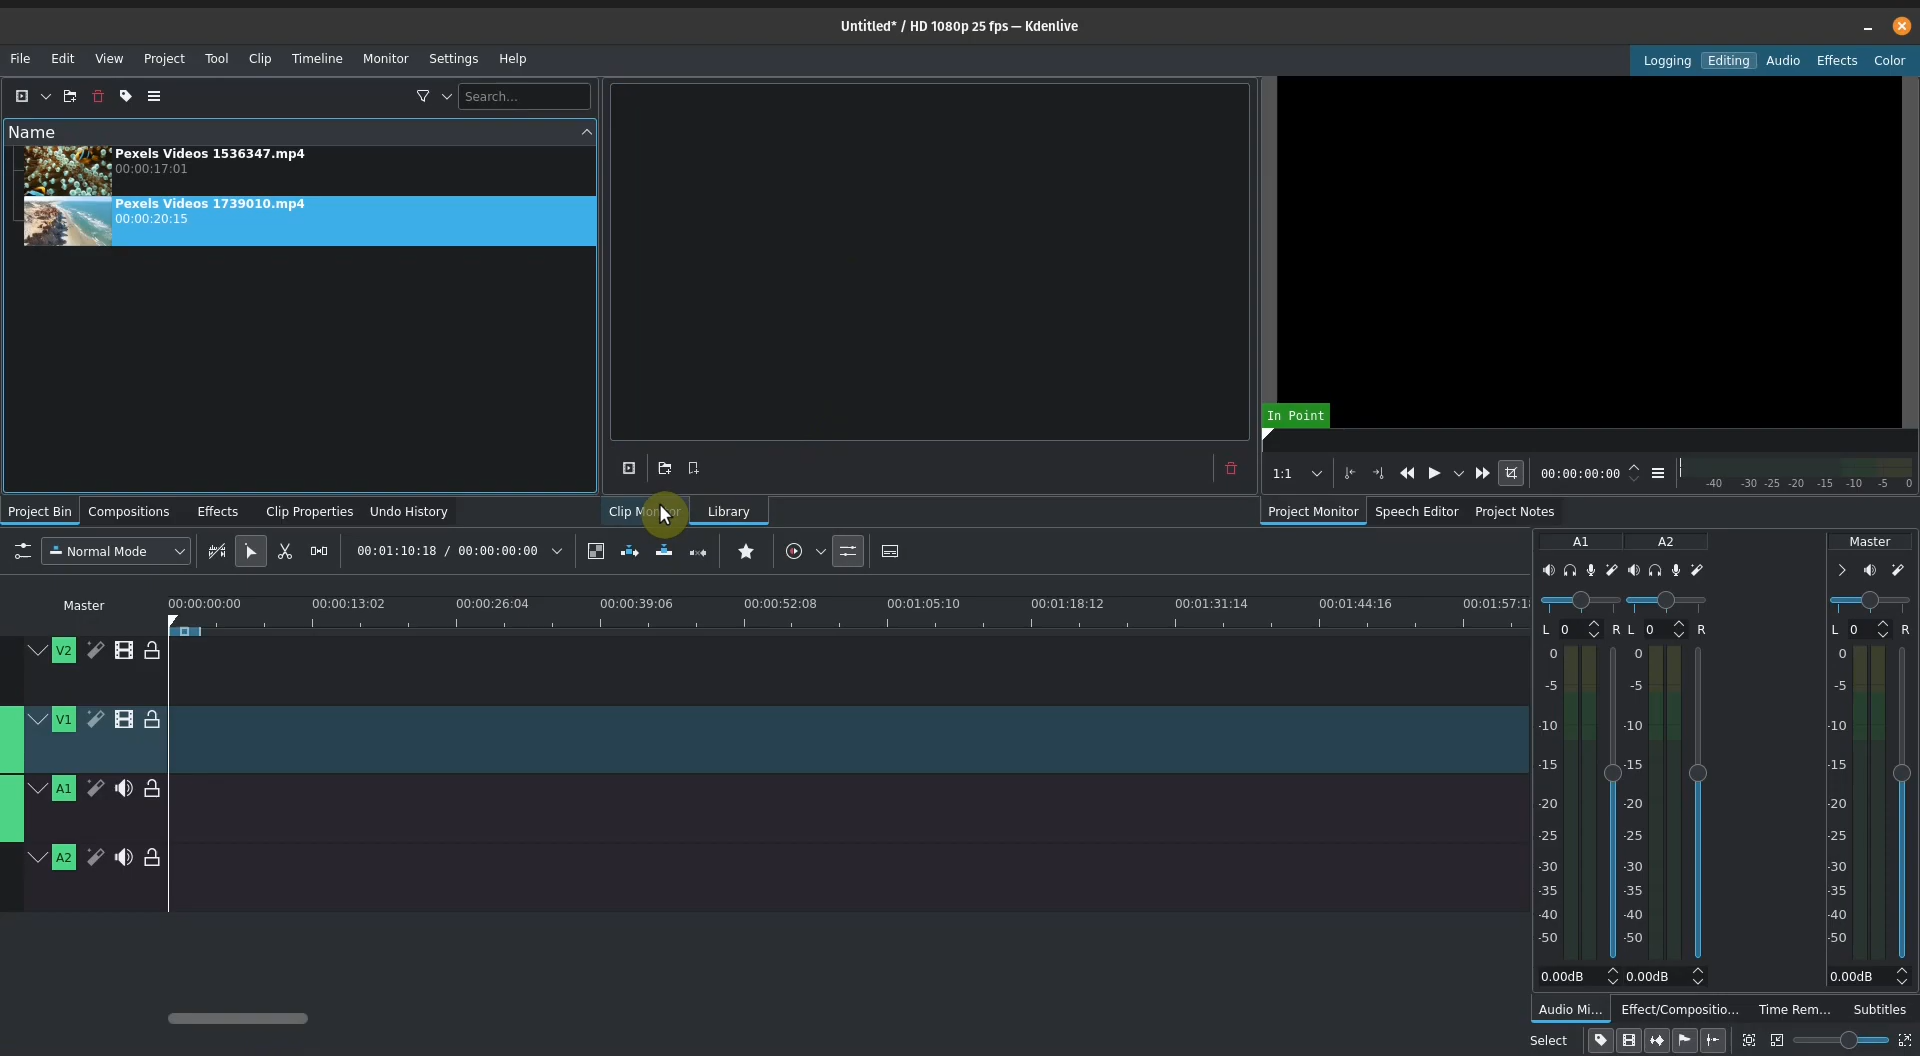 Untitled* / HD 1080p 25 fps — Kdenlive
File Edit View Project Tool Clip Timeline Monitor Settings Help
Logging Editing Audio Effects Color
Search...
Name
Pexels Videos 1536347.mp4
00:00:17:01
Pexels Videos 1739010.mp4
00:00:20:15
In Point
1:1
00:00:00:00
-40 -30 -25 -20 -15 -10 -5 0
Project Bin Compositions Effects Clip Properties Undo History
Clip Library
Project Monitor Speech Editor Project Notes
Normal Mode
00:01:10:18 / 00:00:00:00
Master
00:00:00:00 00:00:13:02 00:00:26:04 00:00:39:06 00:00:52:08 00:01:05:10 00:01:18:12 00:01:31:14 00:01:44:16 00:01:57:18
V2
V1
A1
A2
A1 A2 Master
L 0 R L 0 R L 0 R
0 0 0
-5 -5 -5
-10 -10 -10
-15 -15 -15
-20 -20 -20
-25 -25 -25
-30 -30 -30
-35 -35 -35
-40 -40 -40
-50 -50 -50
0.00dB 0.00dB 0.00dB
Audio Mi... Effect/Compositio... Time Rem... Subtitles
Select